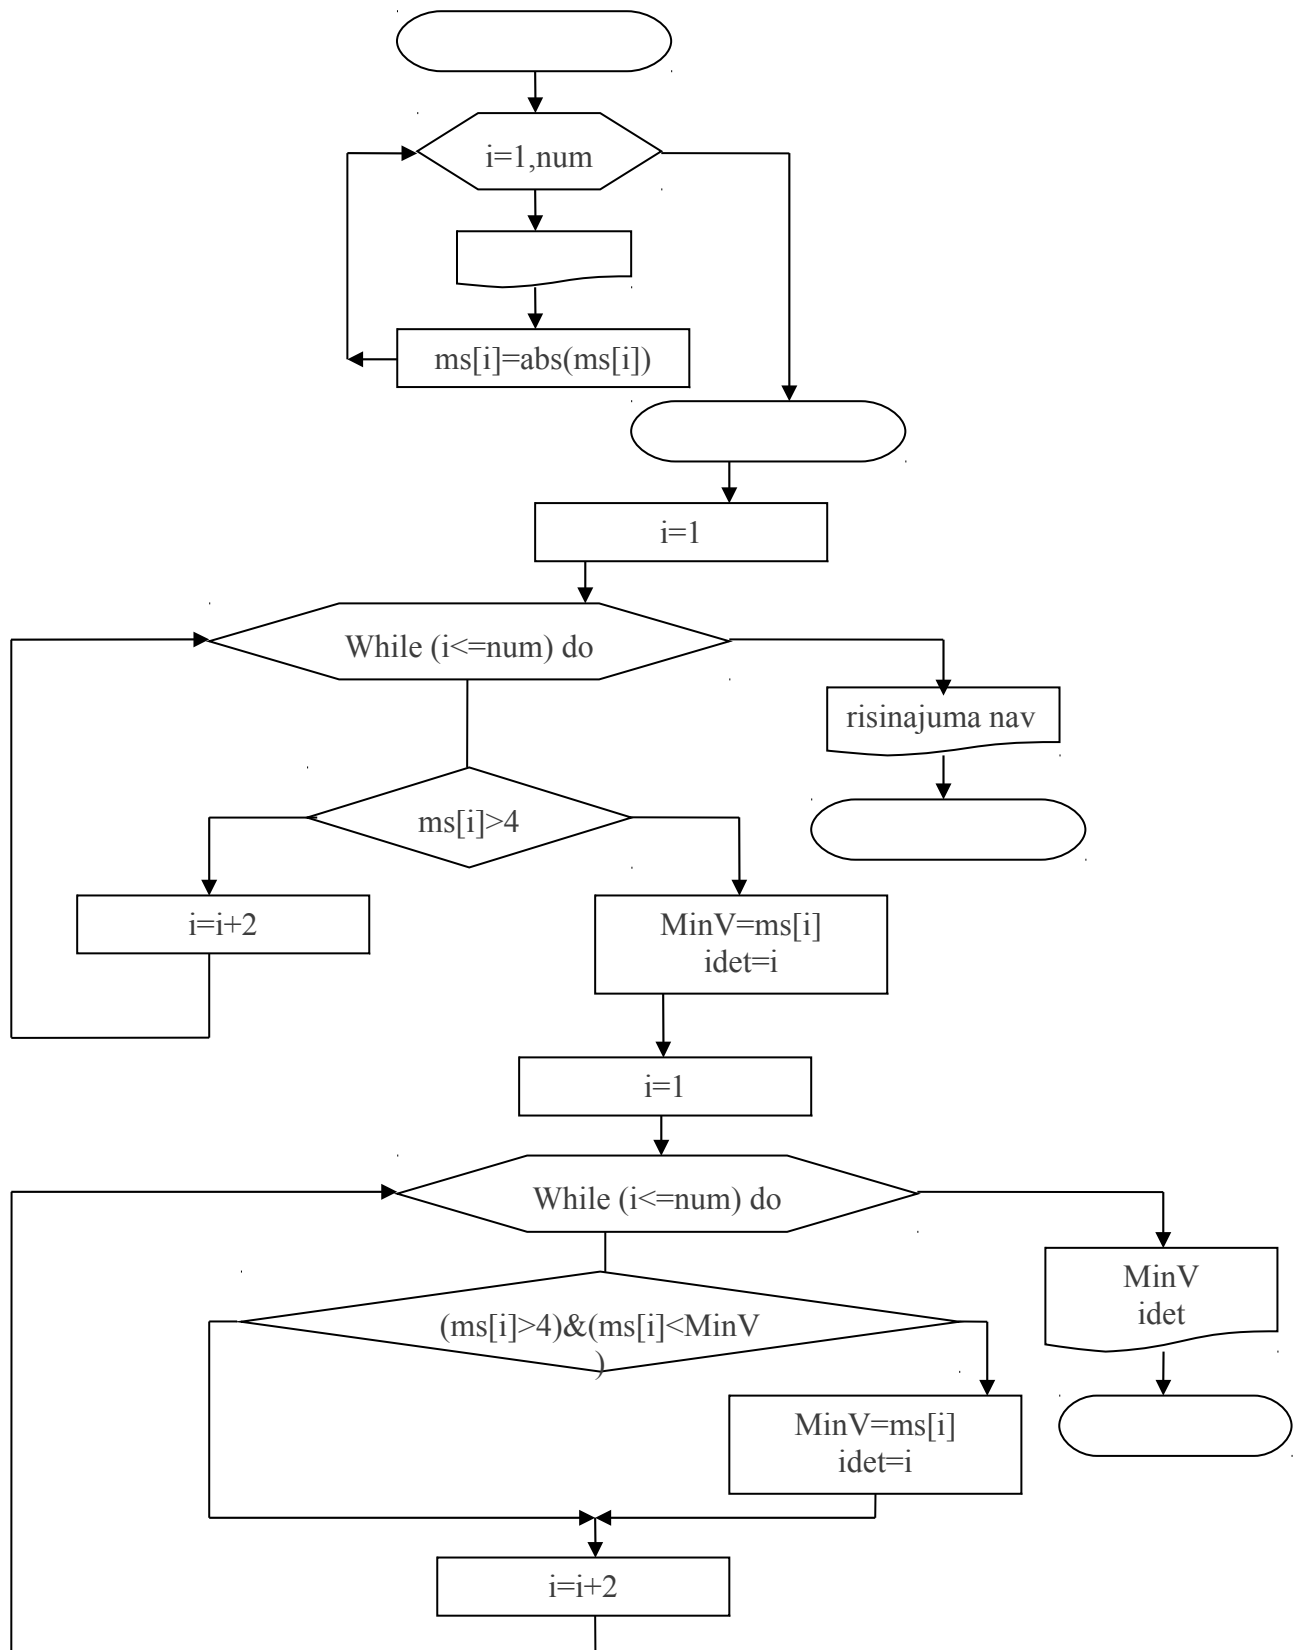 i=1,num
ms[i]=abs(ms[i])
i=1
While (i<=num) do
risinajuma nav
ms[i]>4
i=i+2
MinV=ms[i]
idet=i
i=1
While (i<=num) do
MinV
idet
(ms[i]>4)&(ms[i]<MinV
)
MinV=ms[i]
idet=i
i=i+2